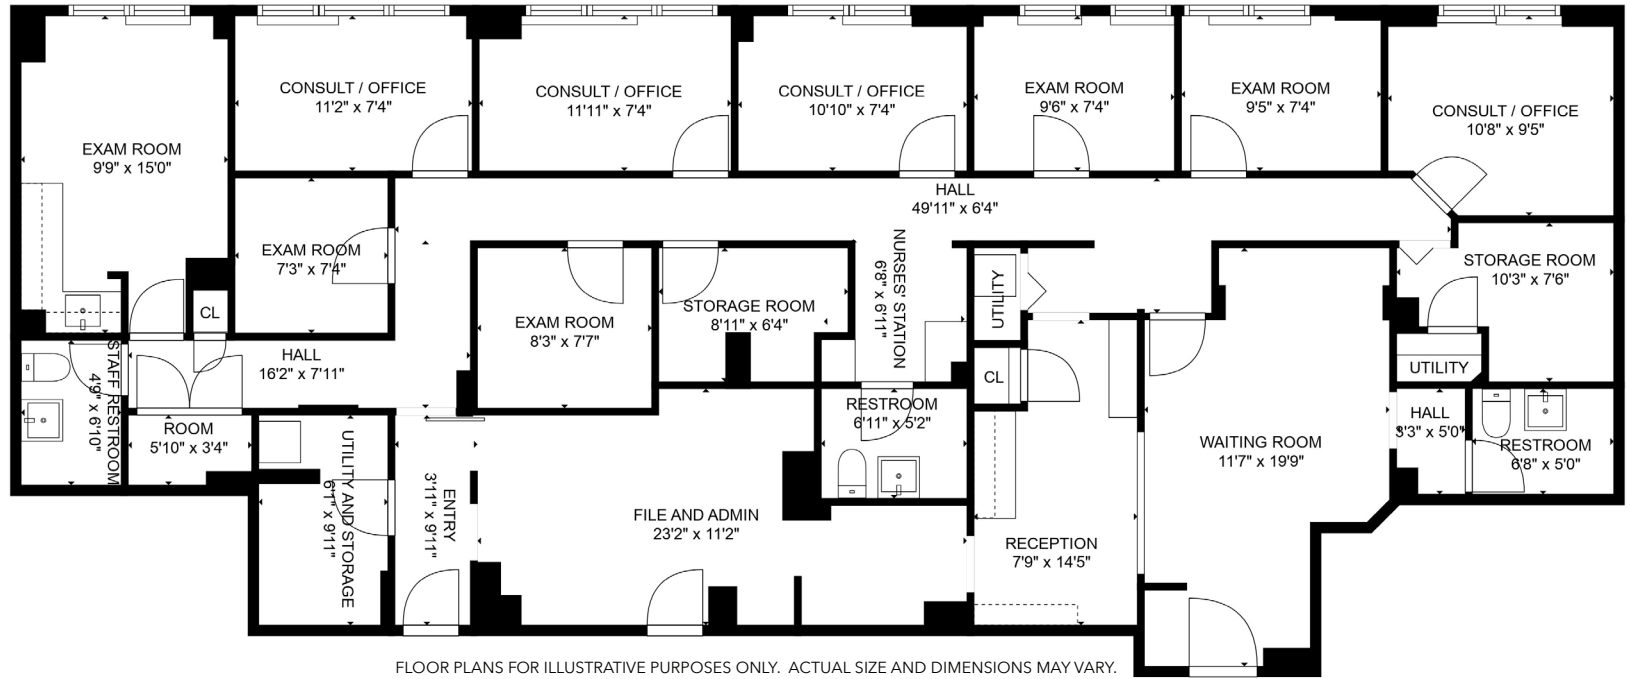 CONSULT / OFFICE
11'2" x 7'4"
CONSULT / OFFICE
11'11" x 7'4"
CONSULT / OFFICE
10'10" x 7'4"
EXAM ROOM
9'6" x 7'4"
EXAM ROOM
9'5" x 7'4"
CONSULT / OFFICE
10'8" x 9'5"
EXAM ROOM
9'9" x 15'0"
HALL
49'11" x 6'4"
EXAM ROOM
7'3" x 7'4"
NURSES' STATION
6'8" x 6'11"
STORAGE ROOM
10'3" x 7'6"
UTILITY
CL
STORAGE ROOM
8'11" x 6'4"
EXAM ROOM
8'3" x 7'7"
HALL
16'2" x 7'11"
STAFF RESTROOM
4'9" x 6'10"
CL
UTILITY
RESTROOM
6'11" x 5'2"
HALL
3'3" x 5'0"
ROOM
5'10" x 3'4"
WAITING ROOM
11'7" x 19'9"
RESTROOM
6'8" x 5'0"
UTILITY AND STORAGE
6'1" x 9'11"
ENTRY
3'11" x 9'11"
FILE AND ADMIN
23'2" x 11'2"
RECEPTION
7'9" x 14'5"
FLOOR PLANS FOR ILLUSTRATIVE PURPOSES ONLY. ACTUAL SIZE AND DIMENSIONS MAY VARY.